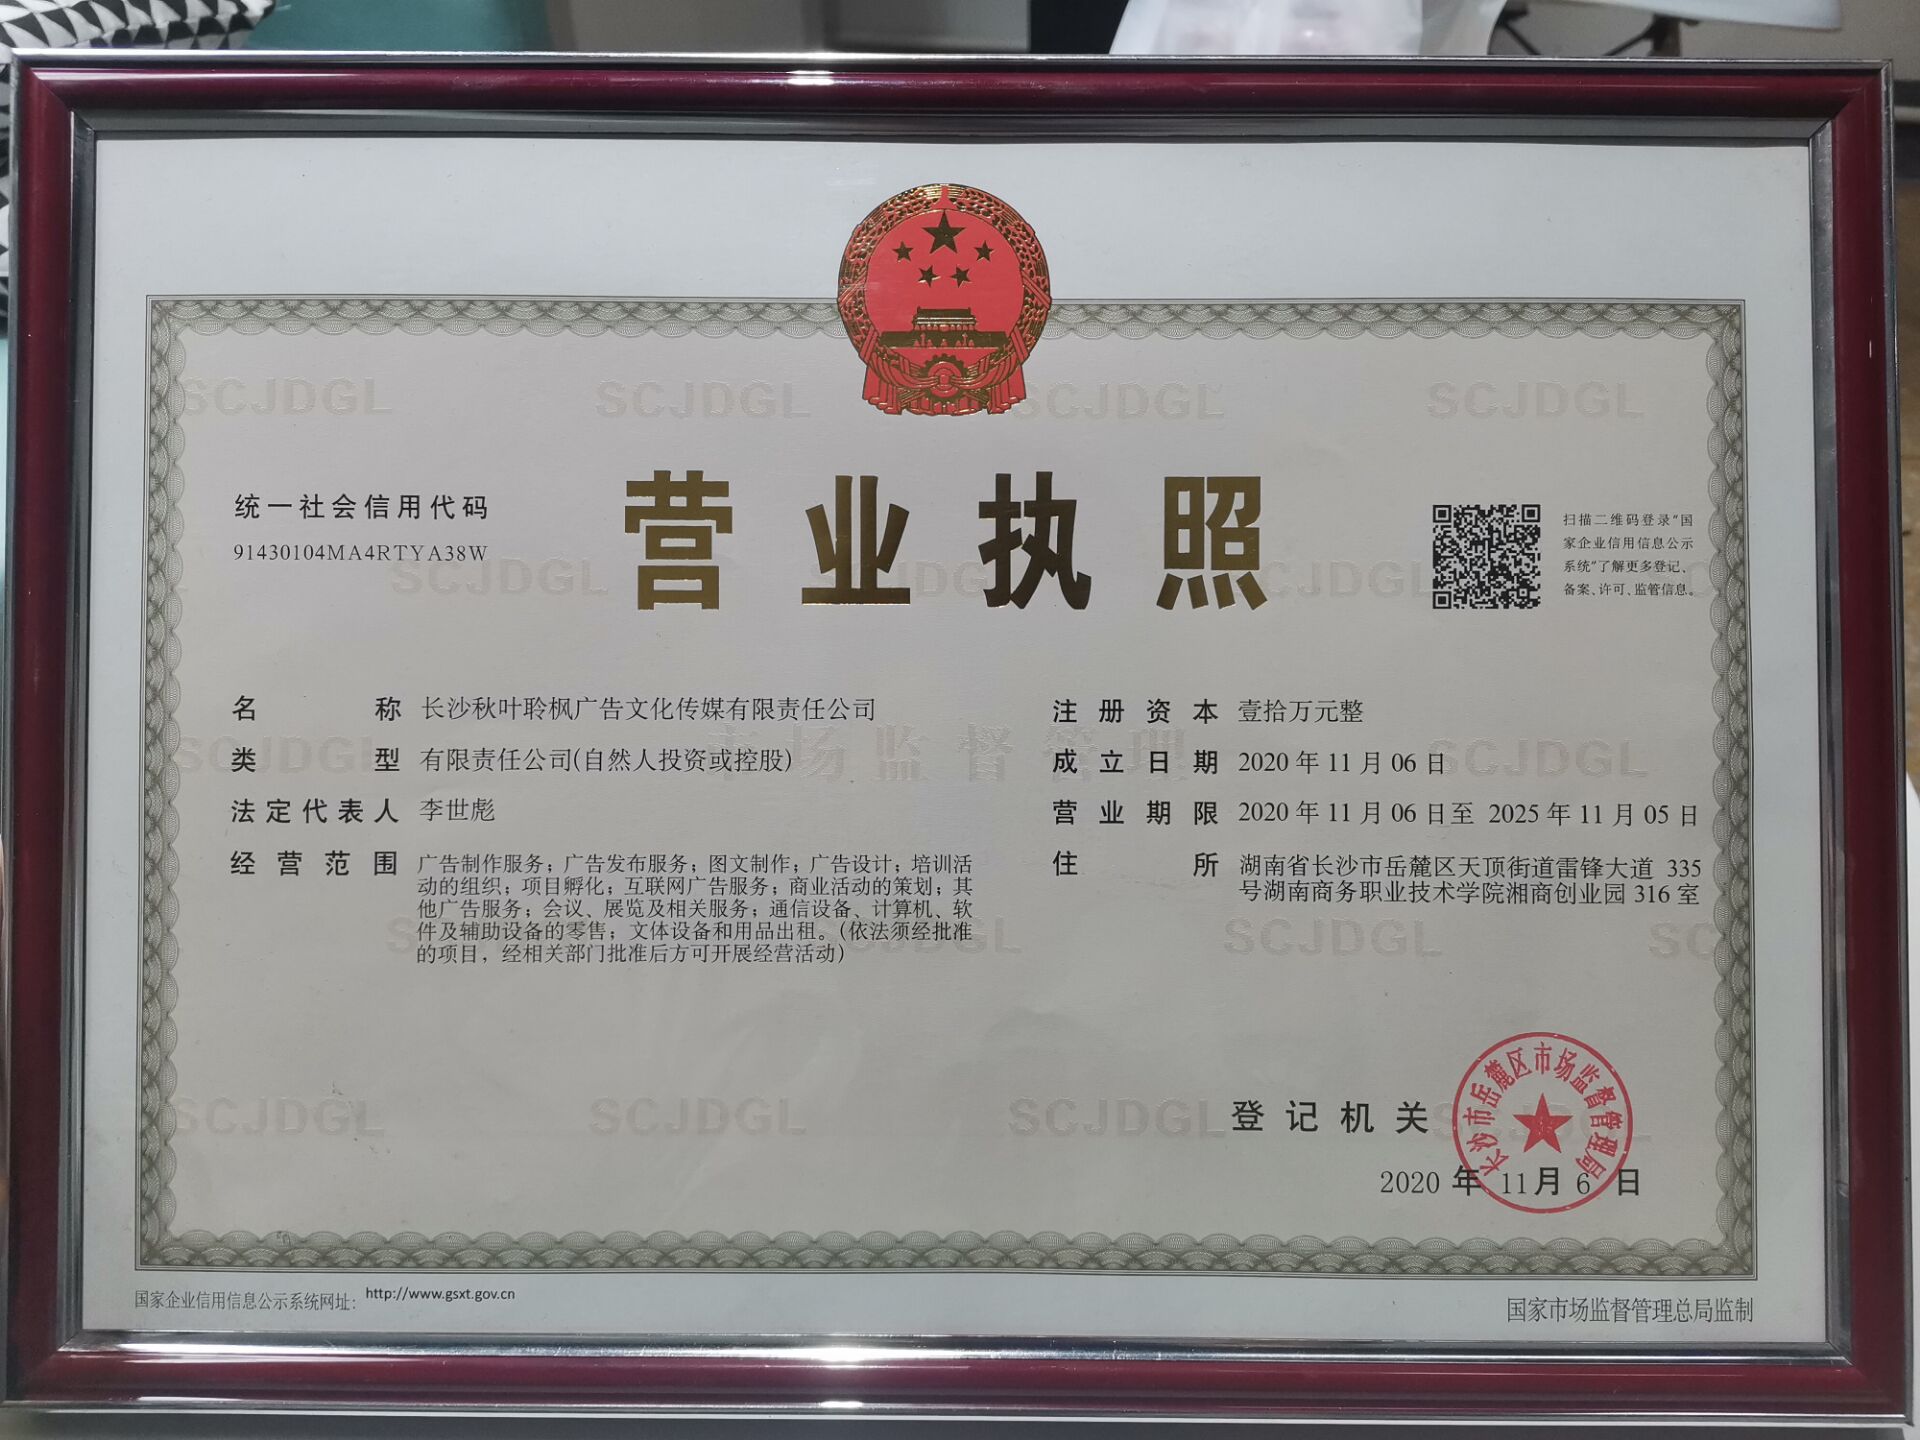 SCJDGL SCJDGL SCJDGL SCJDGL
营业执照
统一社会信用代码
91430104MA4RTYA38W
扫描二维码登录“国
家企业信用信息公示
系统”了解更多登记、
备案、许可、监管信息。
SCJDGL
市场监督管理
名 称 长沙秋叶聆枫广告文化传媒有限责任公司
类 型 有限责任公司(自然人投资或控股)
法定代表人 李世彪
经营范围 广告制作服务；广告发布服务；图文制作；广告设计；培训活
动的组织；项目孵化；互联网广告服务；商业活动的策划；其
他广告服务；会议、展览及相关服务；通信设备、计算机、软
件及辅助设备的零售；文体设备和用品出租。(依法须经批准
的项目，经相关部门批准后方可开展经营活动)
注册资本 壹拾万元整
成立日期 2020年11月06日
营业期限 2020年11月06日至 2025年11月05日
住 所 湖南省长沙市岳麓区天顶街道雷锋大道 335
号湖南商务职业技术学院湘商创业园 316 室
SCJDGL
SCJDGL SCJDGL SCJDGL
登记机关
长沙市岳麓区市场监督管理局
2020 年 11 月 6 日
国家企业信用信息公示系统网址： http://www.gsxt.gov.cn
国家市场监督管理总局监制